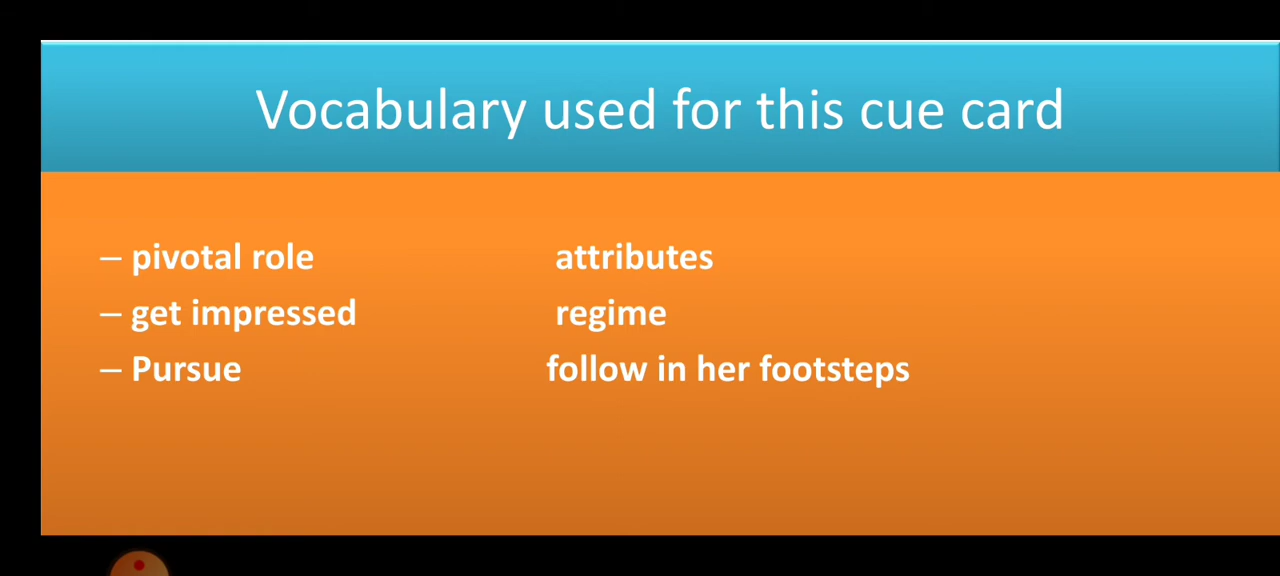 Vocabulary used for this cue card
– pivotal role attributes
– get impressed regime
– Pursue follow in her footsteps